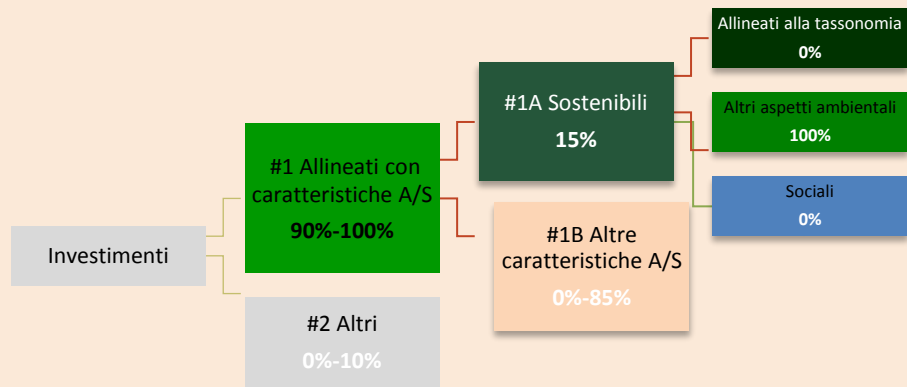 Investimenti
#1 Allineati con
caratteristiche A/S
90%-100%
#2 Altri
0%-10%
#1A Sostenibili
15%
#1B Altre
caratteristiche A/S
0%-85%
Allineati alla tassonomia
0%
Altri aspetti ambientali
100%
Sociali
0%